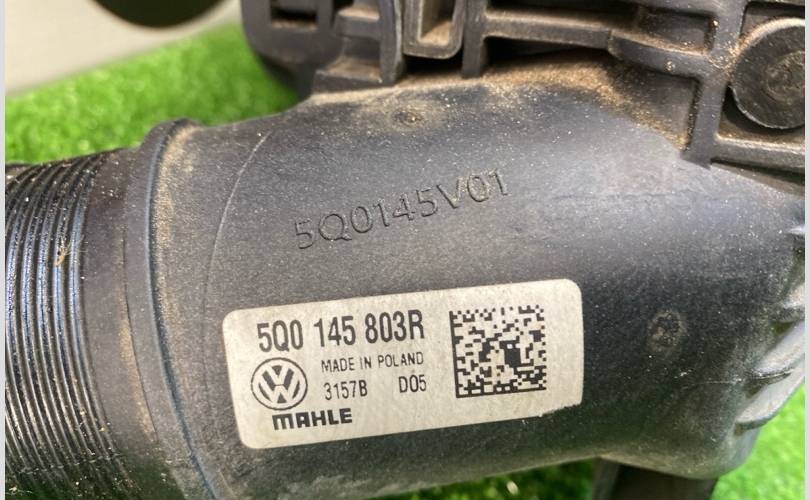 5Q0145V01
5Q0 145 803R
MADE IN POLAND
3157B D05
MAHLE